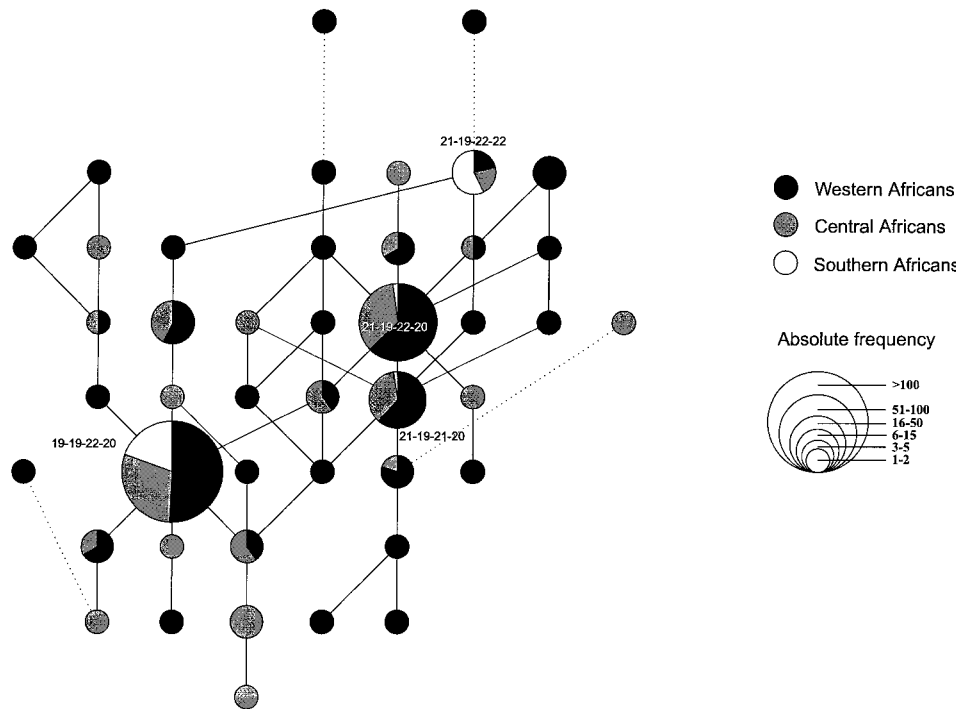 21-19-22-22
Western Africans
Central Africans
Southern Africans
21-19-22-20
Absolute frequency
>100
51-100
16-50
6-15
3-5
1-2
19-19-22-20
21-19-21-20